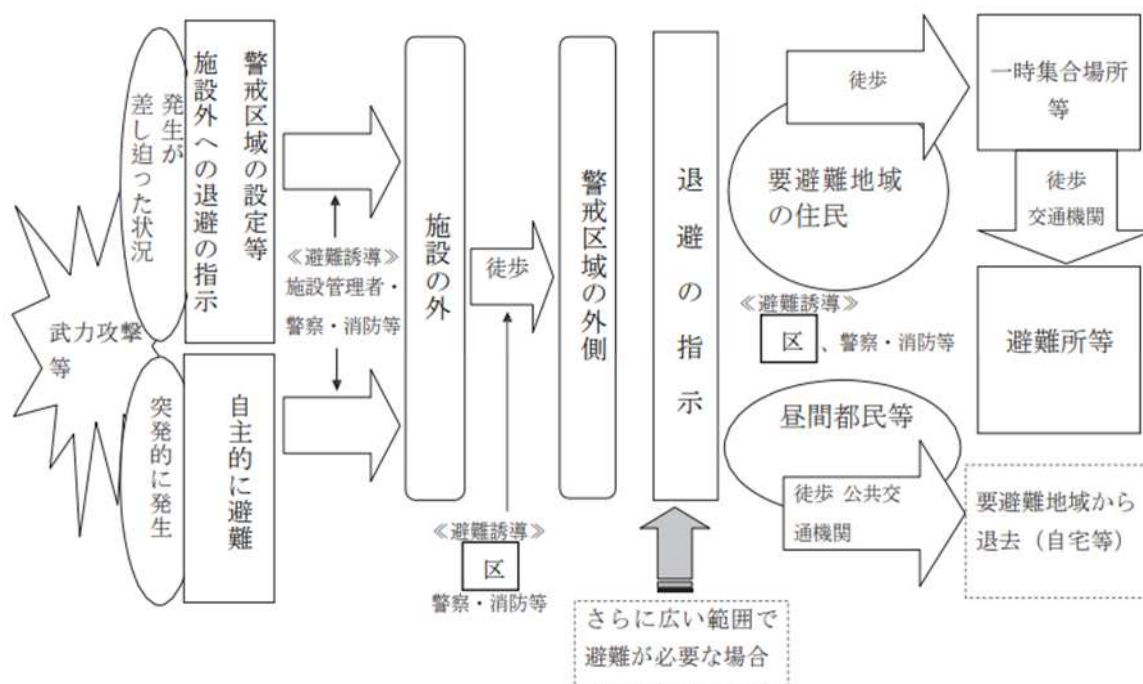 武力攻撃
等
発生が
差し迫った状況
警戒区域の設定等
施設外への退避の指示
突発的に発生
自主的に避難
≪避難誘導≫
施設管理者・
警察・消防等
施設の外
徒歩
≪避難誘導≫
区
警察・消防等
警戒区域の外側
退避の指示
さらに広い範囲で
避難が必要な場合
要避難地域
の住民
徒歩
一時集合場所
等
徒歩
交通機関
避難所等
≪避難誘導≫
区、警察・消防等
昼間都民等
徒歩 公共交
通機関
要避難地域から
退去（自宅等）